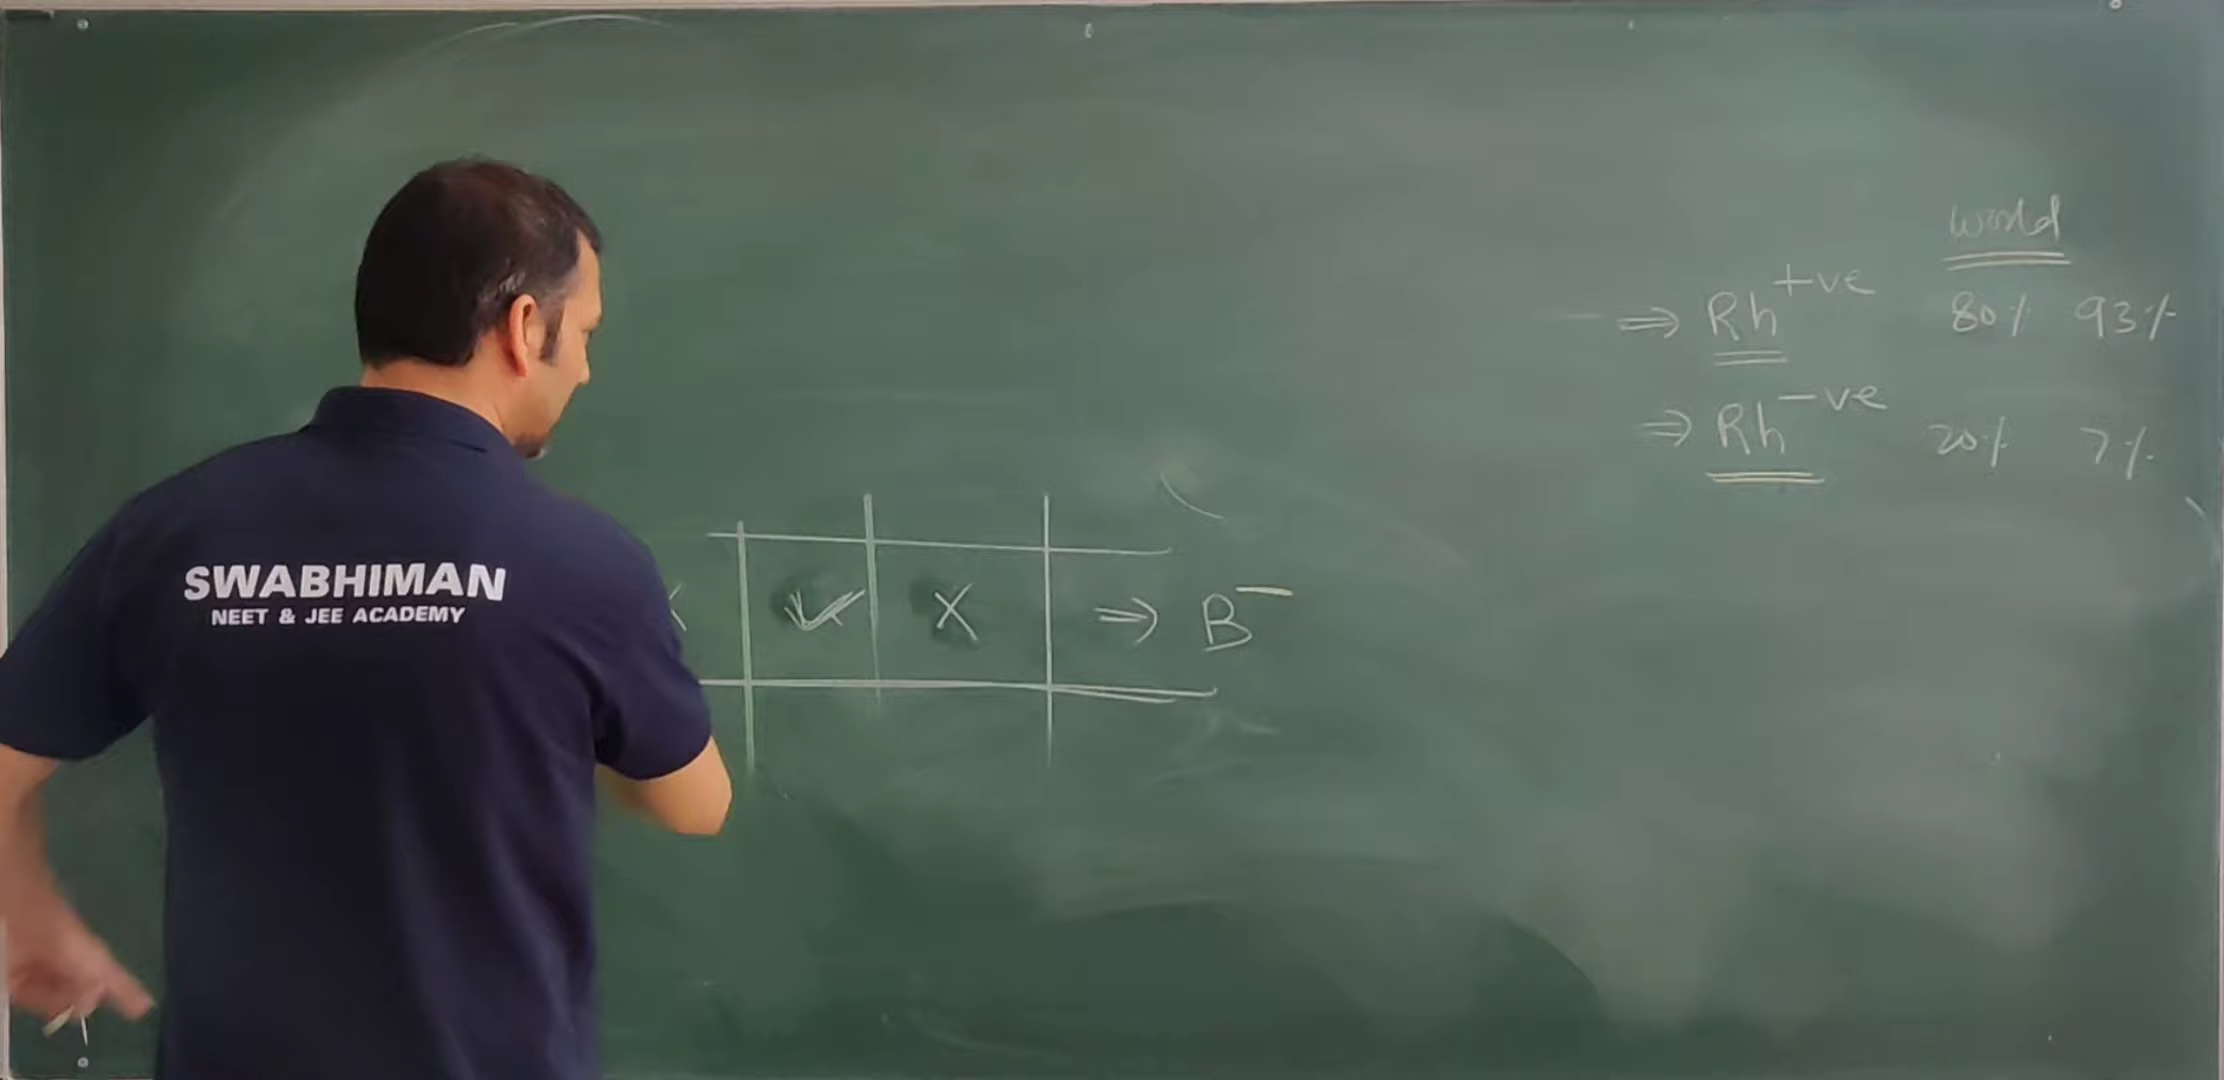 world
⇒ Rh+ve 80% 93%
⇒ Rh-ve 20% 7%
SWABHIMAN
NEET & JEE ACADEMY
X ✓ X ⇒ B-